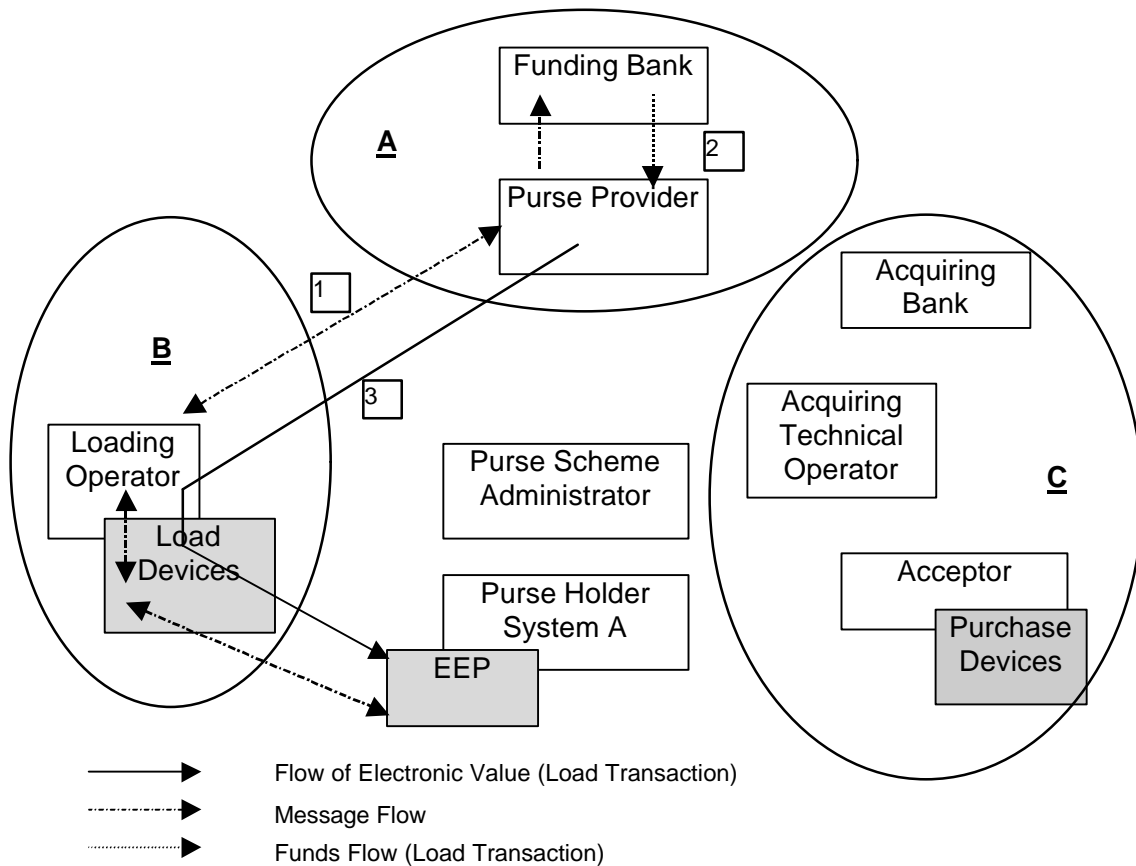 Funding Bank
A
2
Purse Provider
1
B
3
Loading
Operator
Load
Devices
Purse Scheme
Administrator
Purse Holder
System A
EEP
Acquiring
Bank
Acquiring
Technical
Operator
C
Acceptor
Purchase
Devices
Flow of Electronic Value (Load Transaction)
Message Flow
Funds Flow (Load Transaction)